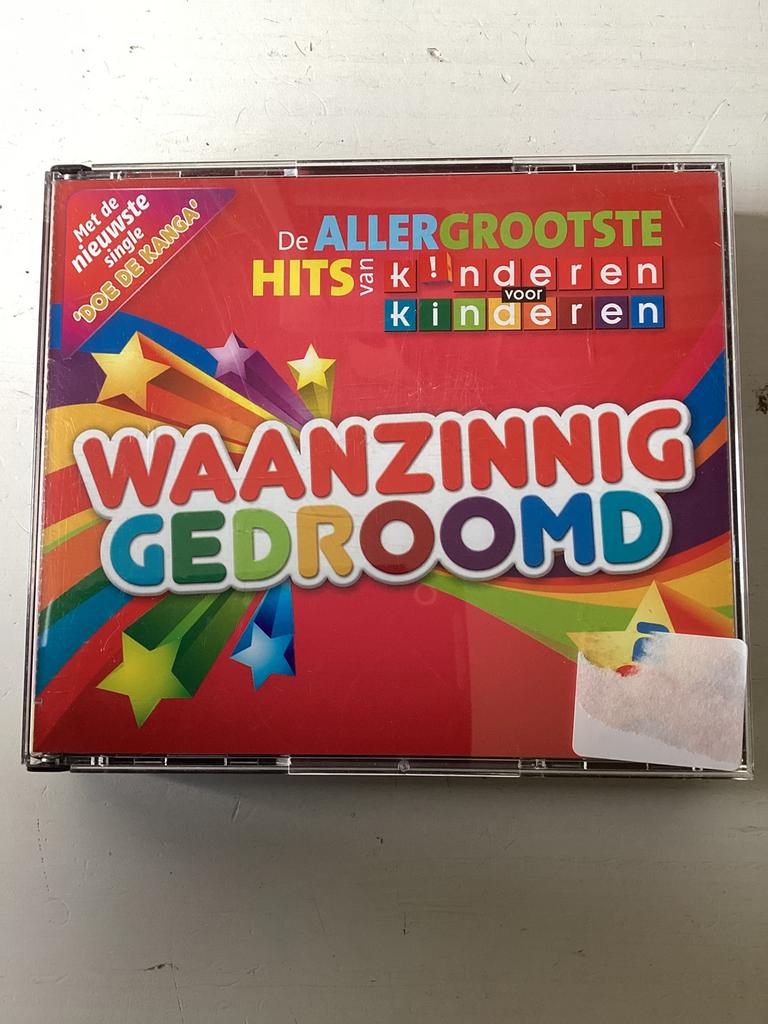 Met de
nieuwste
single
'DOE DE KANGA'
De ALLERGROOTSTE
HITS van k!nderen
voor
kinderen
WAANZINNIG
GEDROOMD